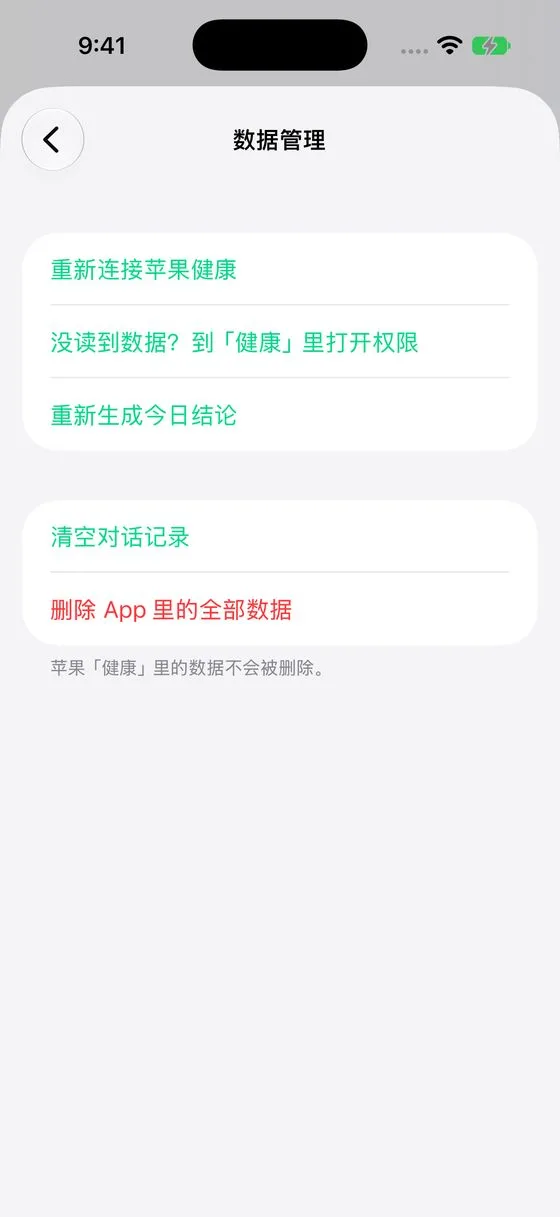 9:41
数据管理
重新连接苹果健康
没读到数据？到「健康」里打开权限
重新生成今日结论
清空对话记录
删除 App 里的全部数据
苹果「健康」里的数据不会被删除。